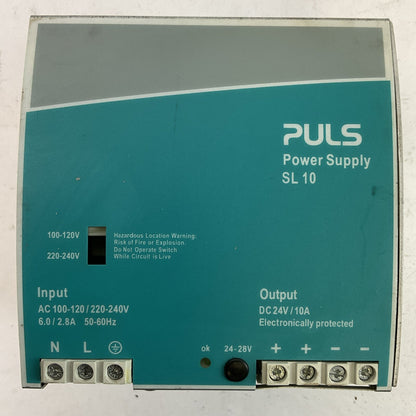 PULS
Power Supply
SL 10
100-120V
220-240V
Hazardous Location Warning:
Risk of Fire or Explosion.
Do Not Operate Switch
While Circuit is Live
Input
AC 100-120 / 220-240V
6.0 / 2.8A 50-60Hz
N L
Output
DC 24V / 10A
Electronically protected
ok 24-28V
+ + − −